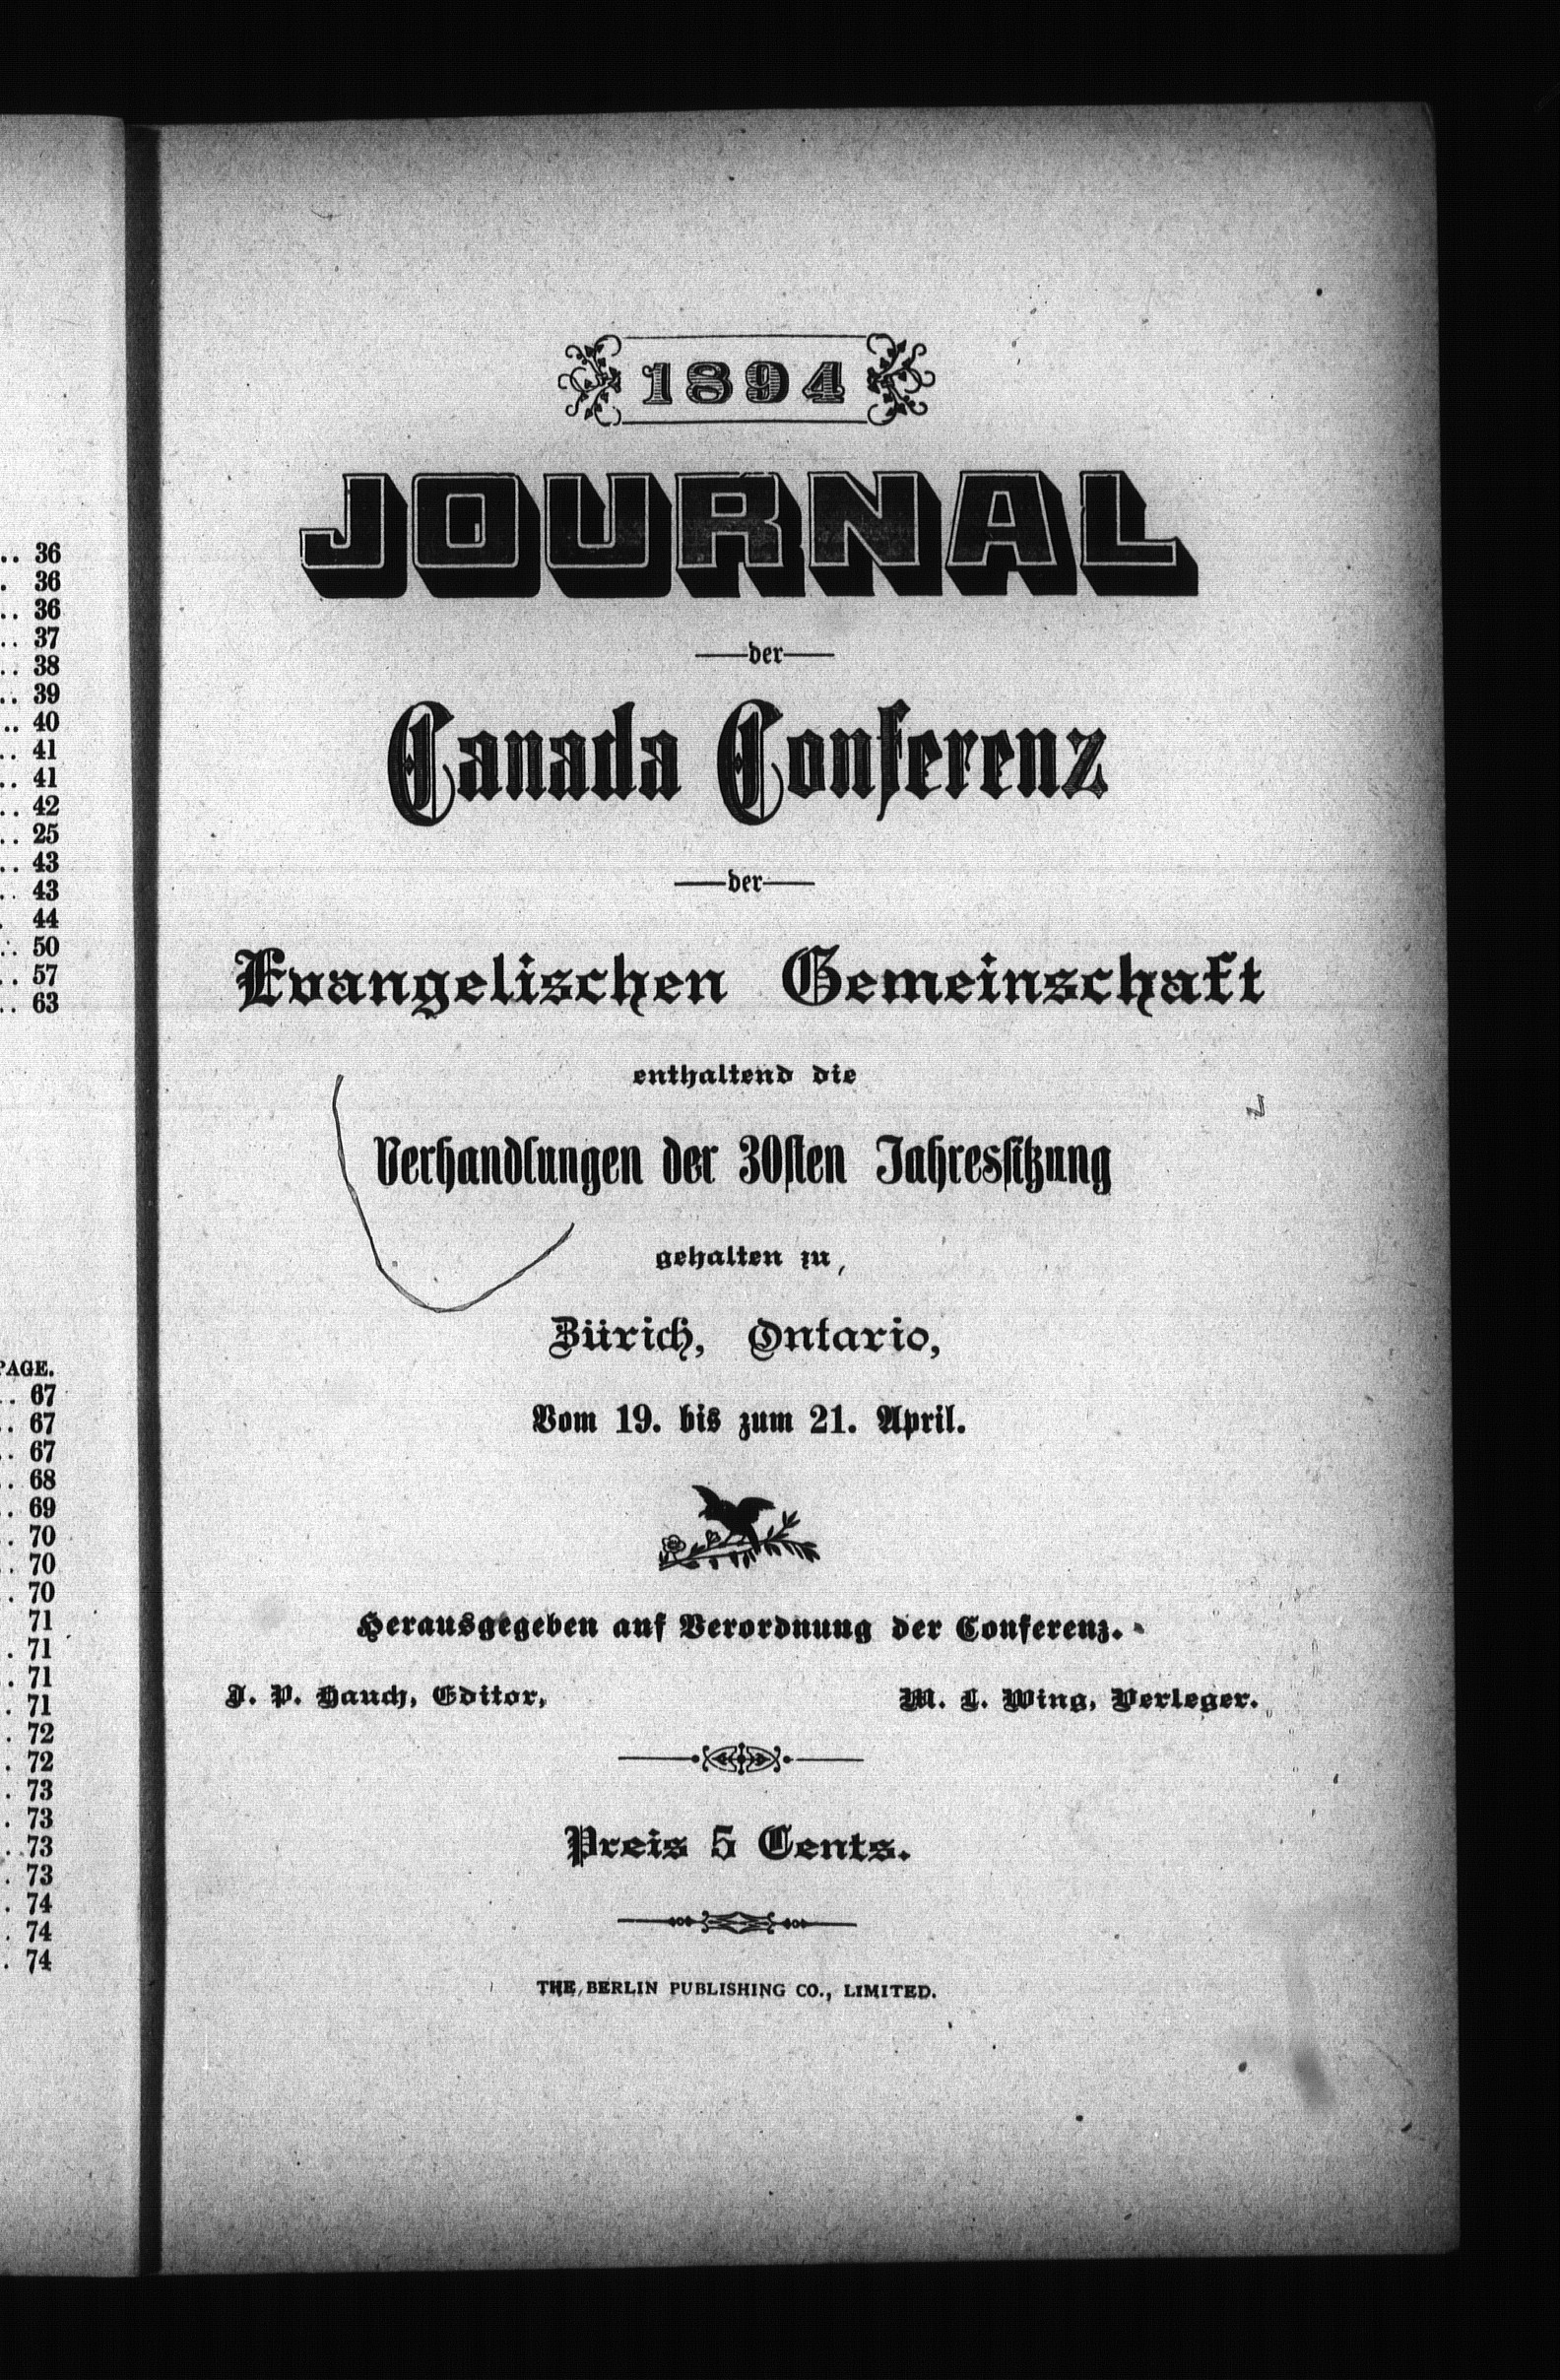 .. 36
. 36
.. 36
.. 37
.. 38
.. 39
.. 40
.. 41
.. 41
.. 42
.. 25
.. 43
.. 43
. 44
.. 50
.. 57
.. 63
PAGE.
.. 67
.. 67
.. 67
.. 68
.. 69
.. 70
.. 70
. 70
71
. 71
. 71
. 71
. 72
. 72
. 73
. 73
. 73
. 73
. 74
. 74
. 74
1894
JOURNAL
der
Canada Conferenz
der
Evangelischen Gemeinschaft
enthaltend die
Verhandlungen der 30sten Jahressitzung
gehalten zu,
Zürich, Ontario,
Vom 19. bis zum 21. April.
Herausgegeben auf Verordnung der Conferenz.
J. P. Hauch, Editor,
M. L. Wing, Verleger.
Preis 5 Cents.
THE BERLIN PUBLISHING CO., LIMITED.